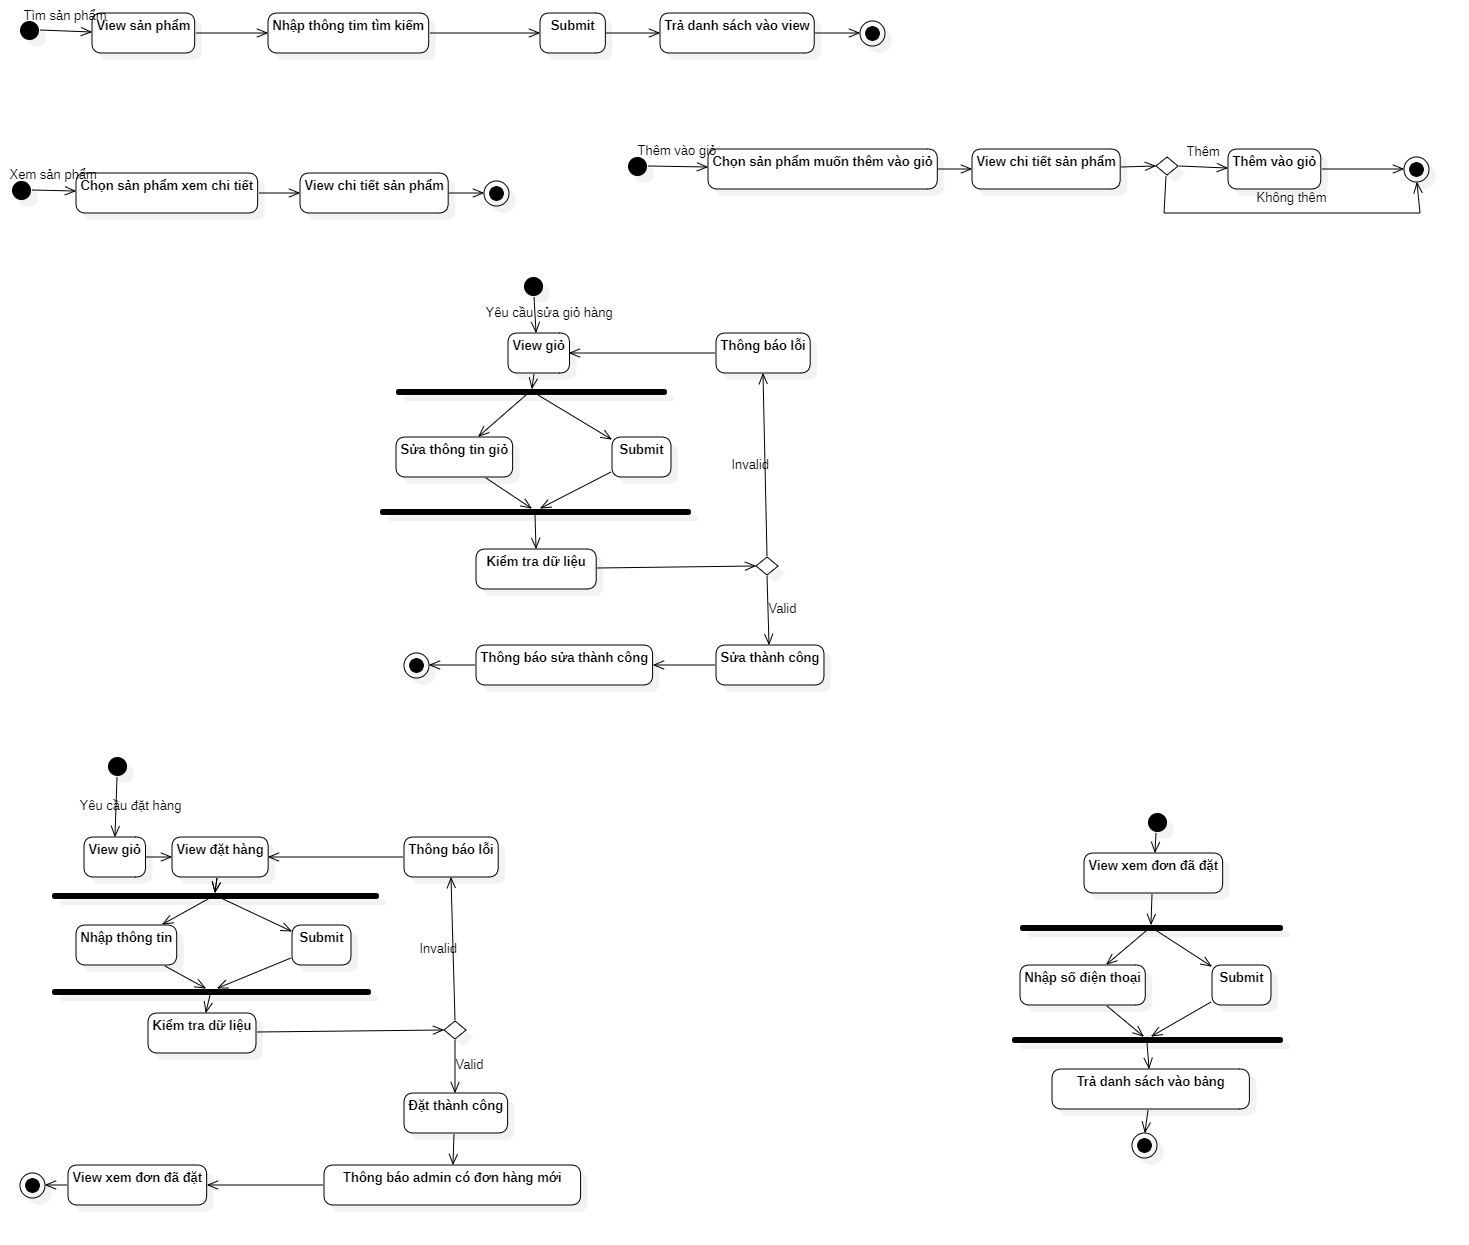 Tìm sản phẩm
View sản phẩm
Nhập thông tim tìm kiếm
Submit
Trả danh sách vào view
Xem sản phẩm
Chọn sản phẩm xem chi tiết
View chi tiết sản phẩm
Thêm vào giỏ
Chọn sản phẩm muốn thêm vào giỏ
View chi tiết sản phẩm
Thêm
Thêm vào giỏ
Không thêm
Yêu cầu sửa giỏ hàng
View giỏ
Thông báo lỗi
Sửa thông tin giỏ
Submit
Invalid
Kiểm tra dữ liệu
Valid
Thông báo sửa thành công
Sửa thành công
Yêu cầu đặt hàng
View giỏ
View đặt hàng
Thông báo lỗi
Nhập thông tin
Submit
Invalid
Kiểm tra dữ liệu
Valid
Đặt thành công
Thông báo admin có đơn hàng mới
View xem đơn đã đặt
View xem đơn đã đặt
Nhập số điện thoại
Submit
Trả danh sách vào bảng